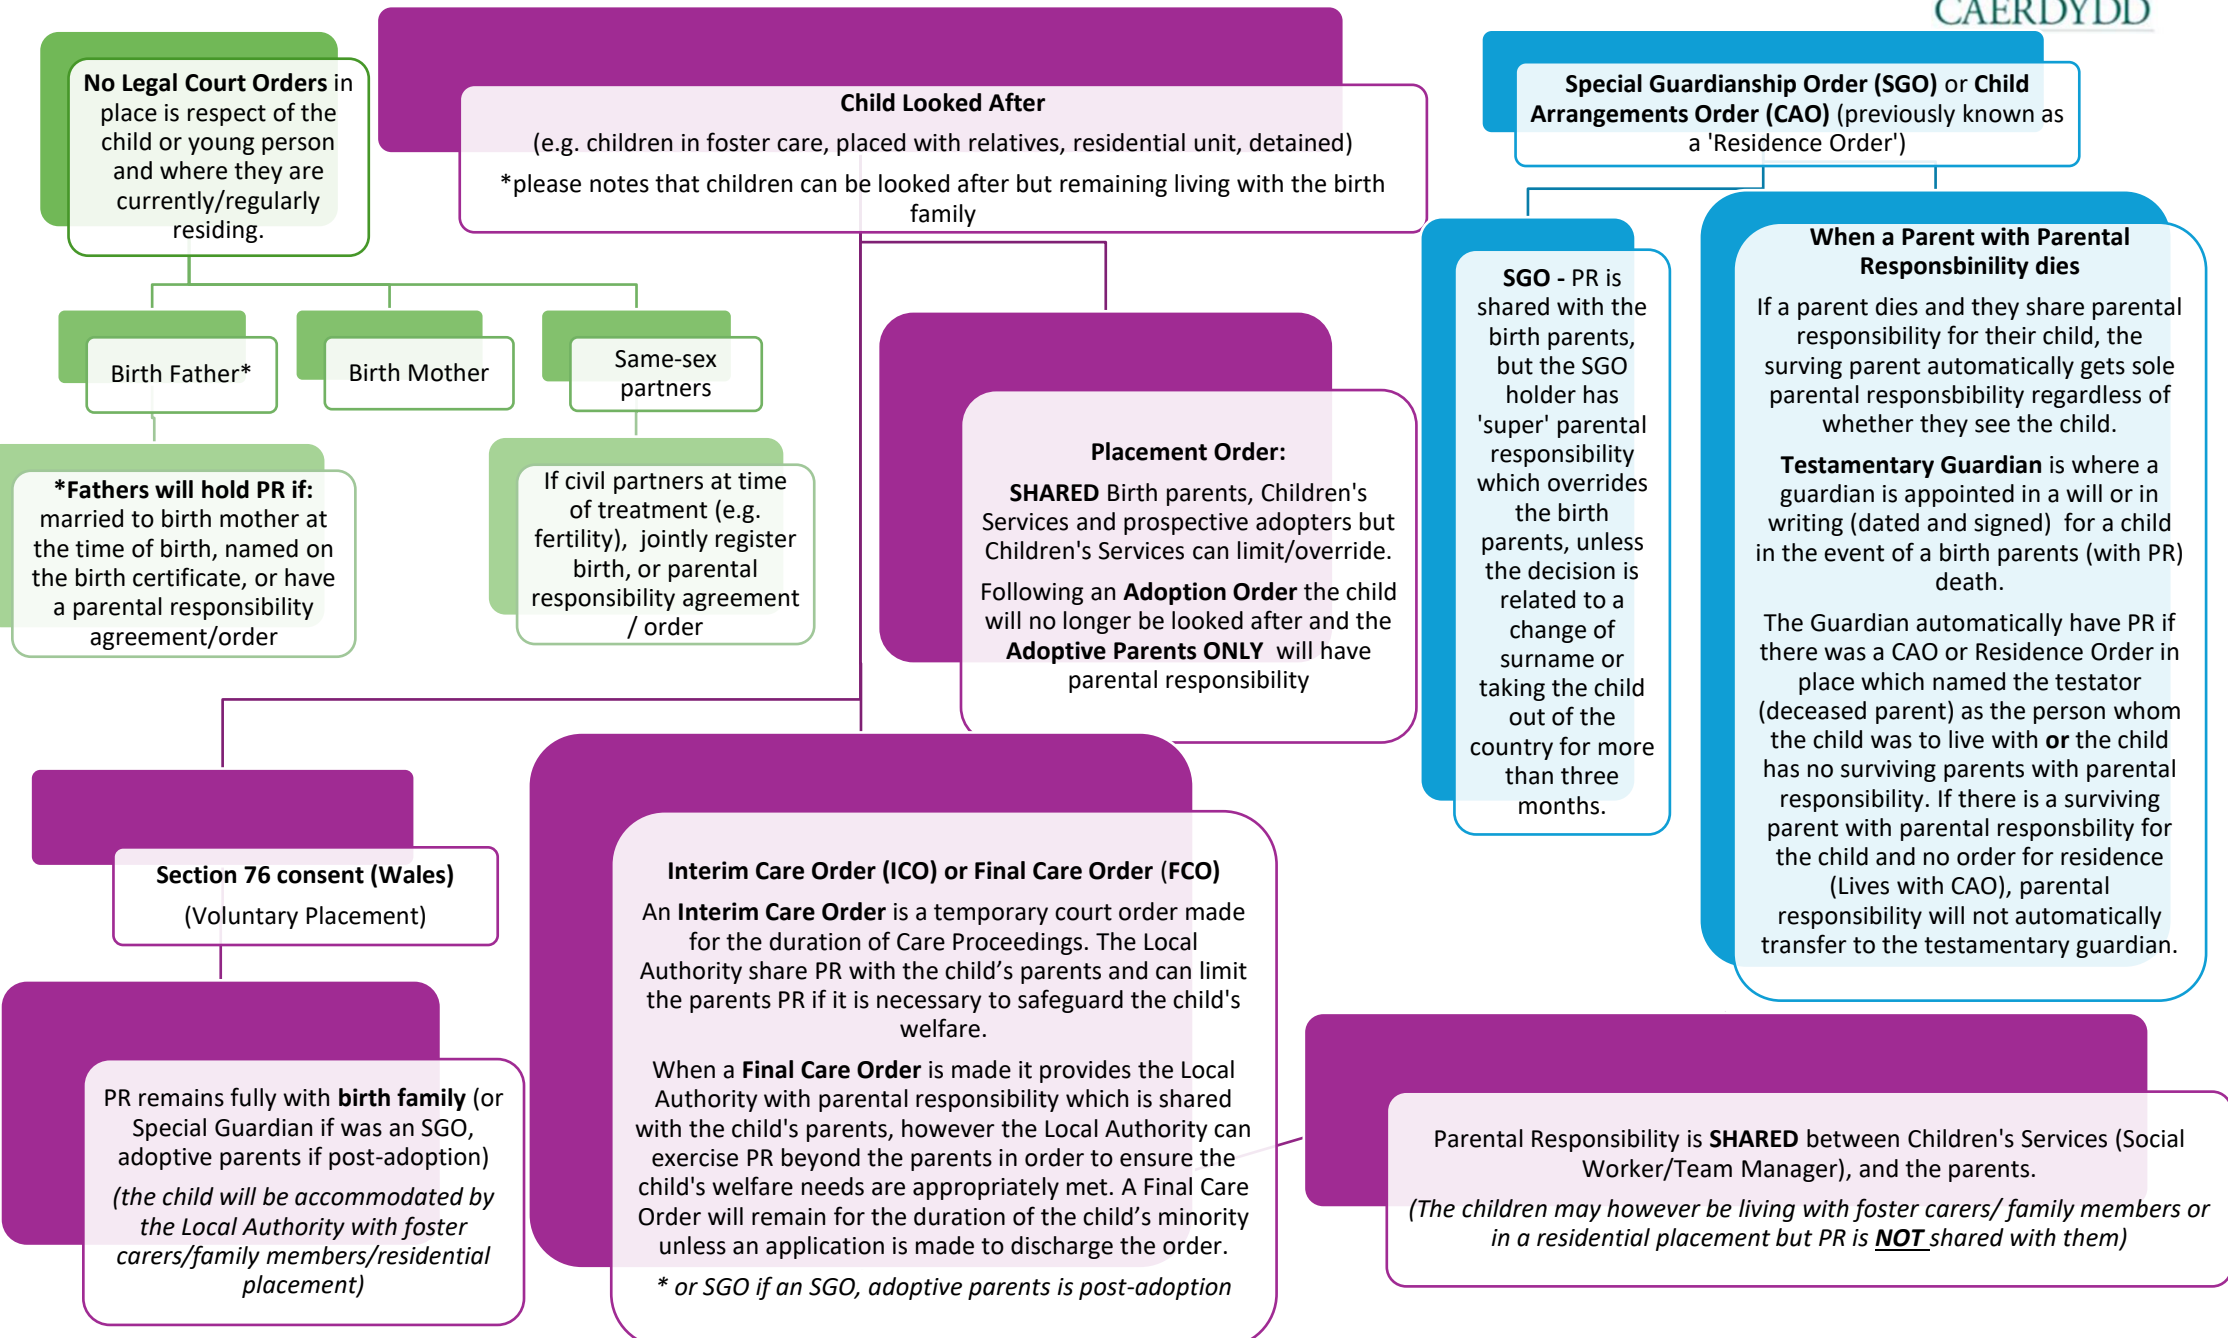 CAERDYDD
No Legal Court Orders in
place is respect of the
child or young person
and where they are
currently/regularly
residing.
Birth Father*
Birth Mother
Same-sex
partners
*Fathers will hold PR if:
married to birth mother at
the time of birth, named on
the birth certificate, or have
a parental responsibility
agreement/order
If civil partners at time
of treatment (e.g.
fertility), jointly register
birth, or parental
responsibility agreement
/ order
Child Looked After
(e.g. children in foster care, placed with relatives, residential unit, detained)
*please notes that children can be looked after but remaining living with the birth
family
Placement Order:
SHARED Birth parents, Children's
Services and prospective adopters but
Children's Services can limit/override.
Following an Adoption Order the child
will no longer be looked after and the
Adoptive Parents ONLY will have
parental responsibility
Section 76 consent (Wales)
(Voluntary Placement)
PR remains fully with birth family (or
Special Guardian if was an SGO,
adoptive parents if post-adoption)
(the child will be accommodated by
the Local Authority with foster
carers/family members/residential
placement)
Interim Care Order (ICO) or Final Care Order (FCO)
An Interim Care Order is a temporary court order made
for the duration of Care Proceedings. The Local
Authority share PR with the child’s parents and can limit
the parents PR if it is necessary to safeguard the child's
welfare.
When a Final Care Order is made it provides the Local
Authority with parental responsibility which is shared
with the child's parents, however the Local Authority can
exercise PR beyond the parents in order to ensure the
child's welfare needs are appropriately met. A Final Care
Order will remain for the duration of the child’s minority
unless an application is made to discharge the order.
* or SGO if an SGO, adoptive parents is post-adoption
Parental Responsibility is SHARED between Children's Services (Social
Worker/Team Manager), and the parents.
(The children may however be living with foster carers/ family members or
in a residential placement but PR is NOT shared with them)
Special Guardianship Order (SGO) or Child
Arrangements Order (CAO) (previously known as
a 'Residence Order')
SGO - PR is
shared with the
birth parents,
but the SGO
holder has
'super' parental
responsibility
which overrides
the birth
parents, unless
the decision is
related to a
change of
surname or
taking the child
out of the
country for more
than three
months.
When a Parent with Parental
Responsbinility dies
If a parent dies and they share parental
responsibility for their child, the
surving parent automatically gets sole
parental responsbibility regardless of
whether they see the child.
Testamentary Guardian is where a
guardian is appointed in a will or in
writing (dated and signed) for a child
in the event of a birth parents (with PR)
death.
The Guardian automatically have PR if
there was a CAO or Residence Order in
place which named the testator
(deceased parent) as the person whom
the child was to live with or the child
has no surviving parents with parental
responsibility. If there is a surviving
parent with parental responsbility for
the child and no order for residence
(Lives with CAO), parental
responsibility will not automatically
transfer to the testamentary guardian.